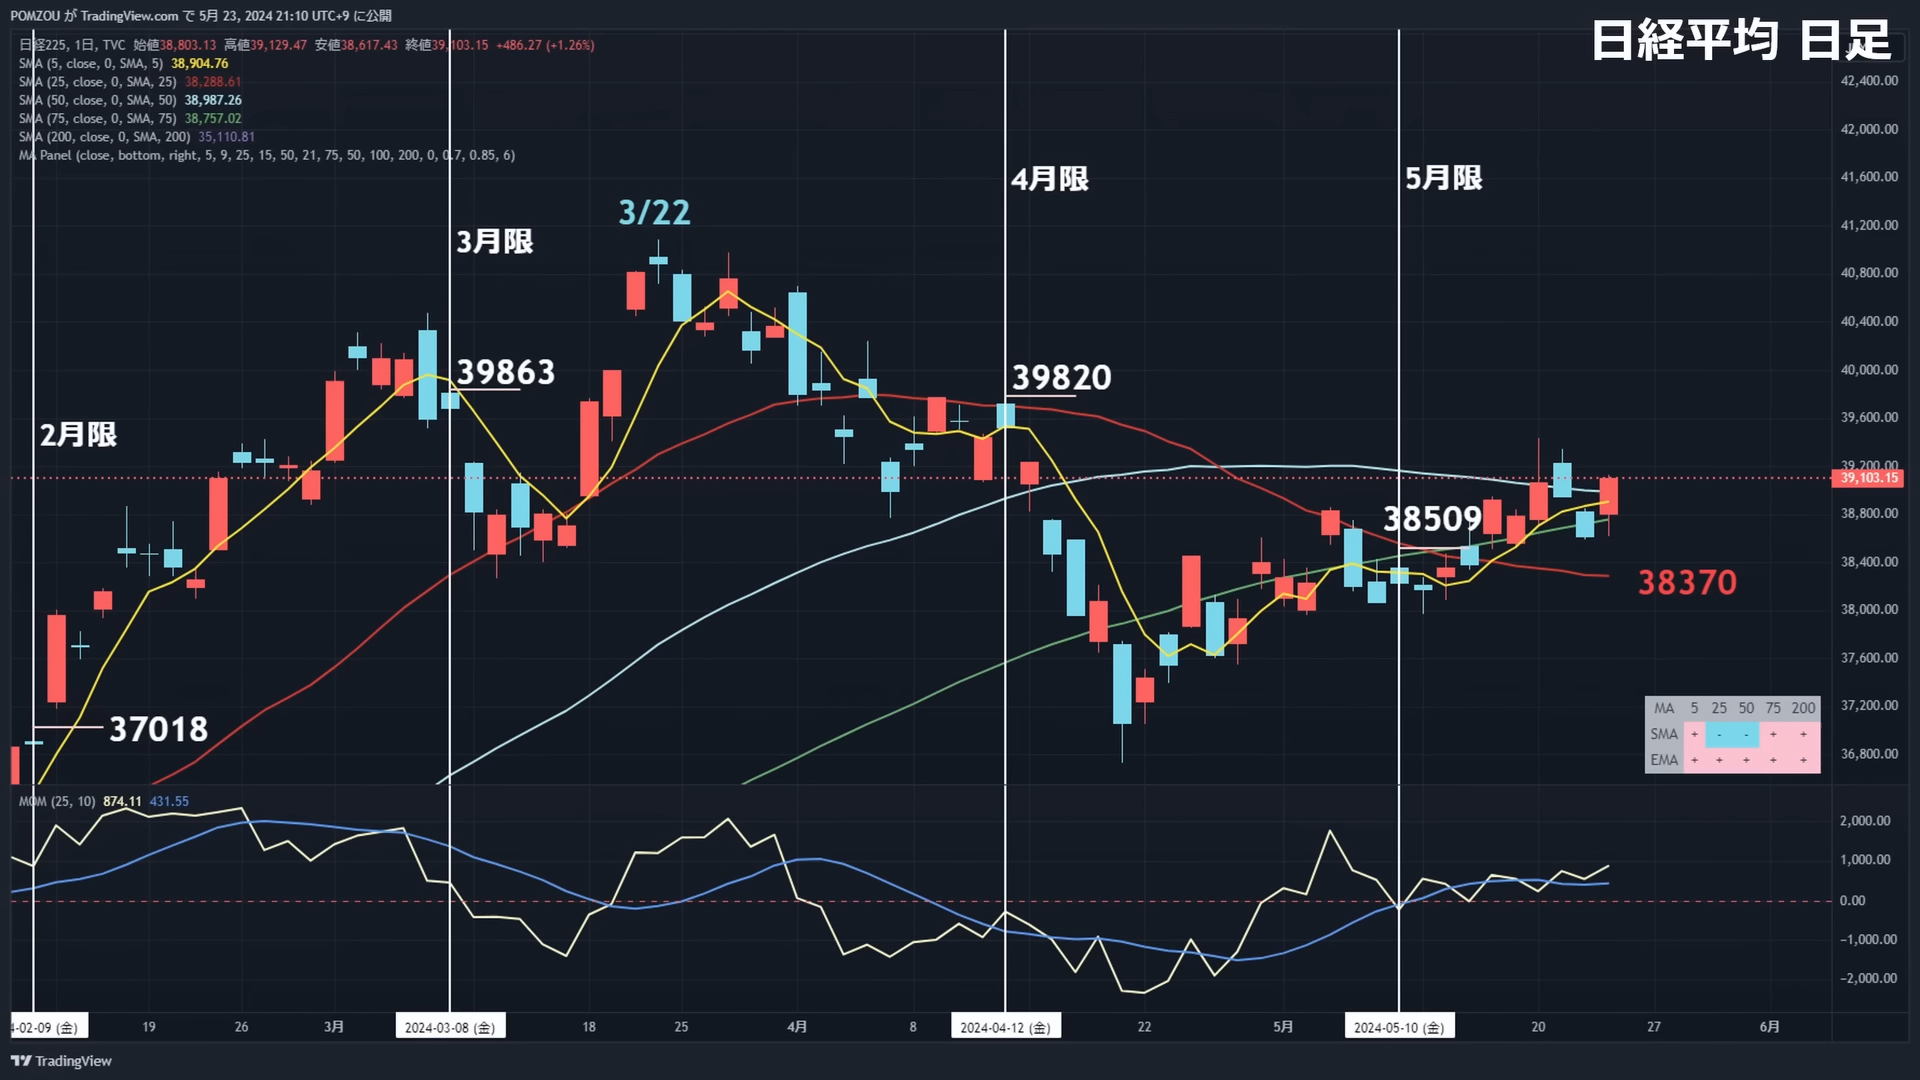 POMZOU が TradingView.com で 5月 23, 2024 21:10 UTC+9 に公開
日経平均 日足
日経225, 1日, TVC 始値38,803.13 高値39,129.47 安値38,617.43 終値39,103.15 +486.27 (+1.26%)
SMA (5, close, 0, SMA, 5) 38,904.76
SMA (25, close, 0, SMA, 25) 38,288.61
SMA (50, close, 0, SMA, 50) 38,987.26
SMA (75, close, 0, SMA, 75) 38,757.02
SMA (200, close, 0, SMA, 200) 35,110.81
MA Panel (close, bottom, right, 5, 9, 25, 15, 50, 21, 75, 50, 100, 200, 0, 0.7, 0.85, 6)
42,400.00
42,000.00
41,600.00
41,200.00
40,800.00
40,400.00
40,000.00
39,600.00
39,200.00
39,103.15
38,800.00
38,400.00
38,000.00
37,600.00
37,200.00
36,800.00
2月限
3月限
3/22
4月限
5月限
37018
39863
39820
38509
38370
MA 5 25 50 75 200
SMA + - - + +
EMA + + + + +
MOM (25, 10) 874.11 431.55
2,000.00
1,000.00
0.00
-1,000.00
-2,000.00
4-02-09 (金) 19 26 3月 2024-03-08 (金) 18 25 4月 8 2024-04-12 (金) 22 5月 2024-05-10 (金) 20 27 6月
TradingView